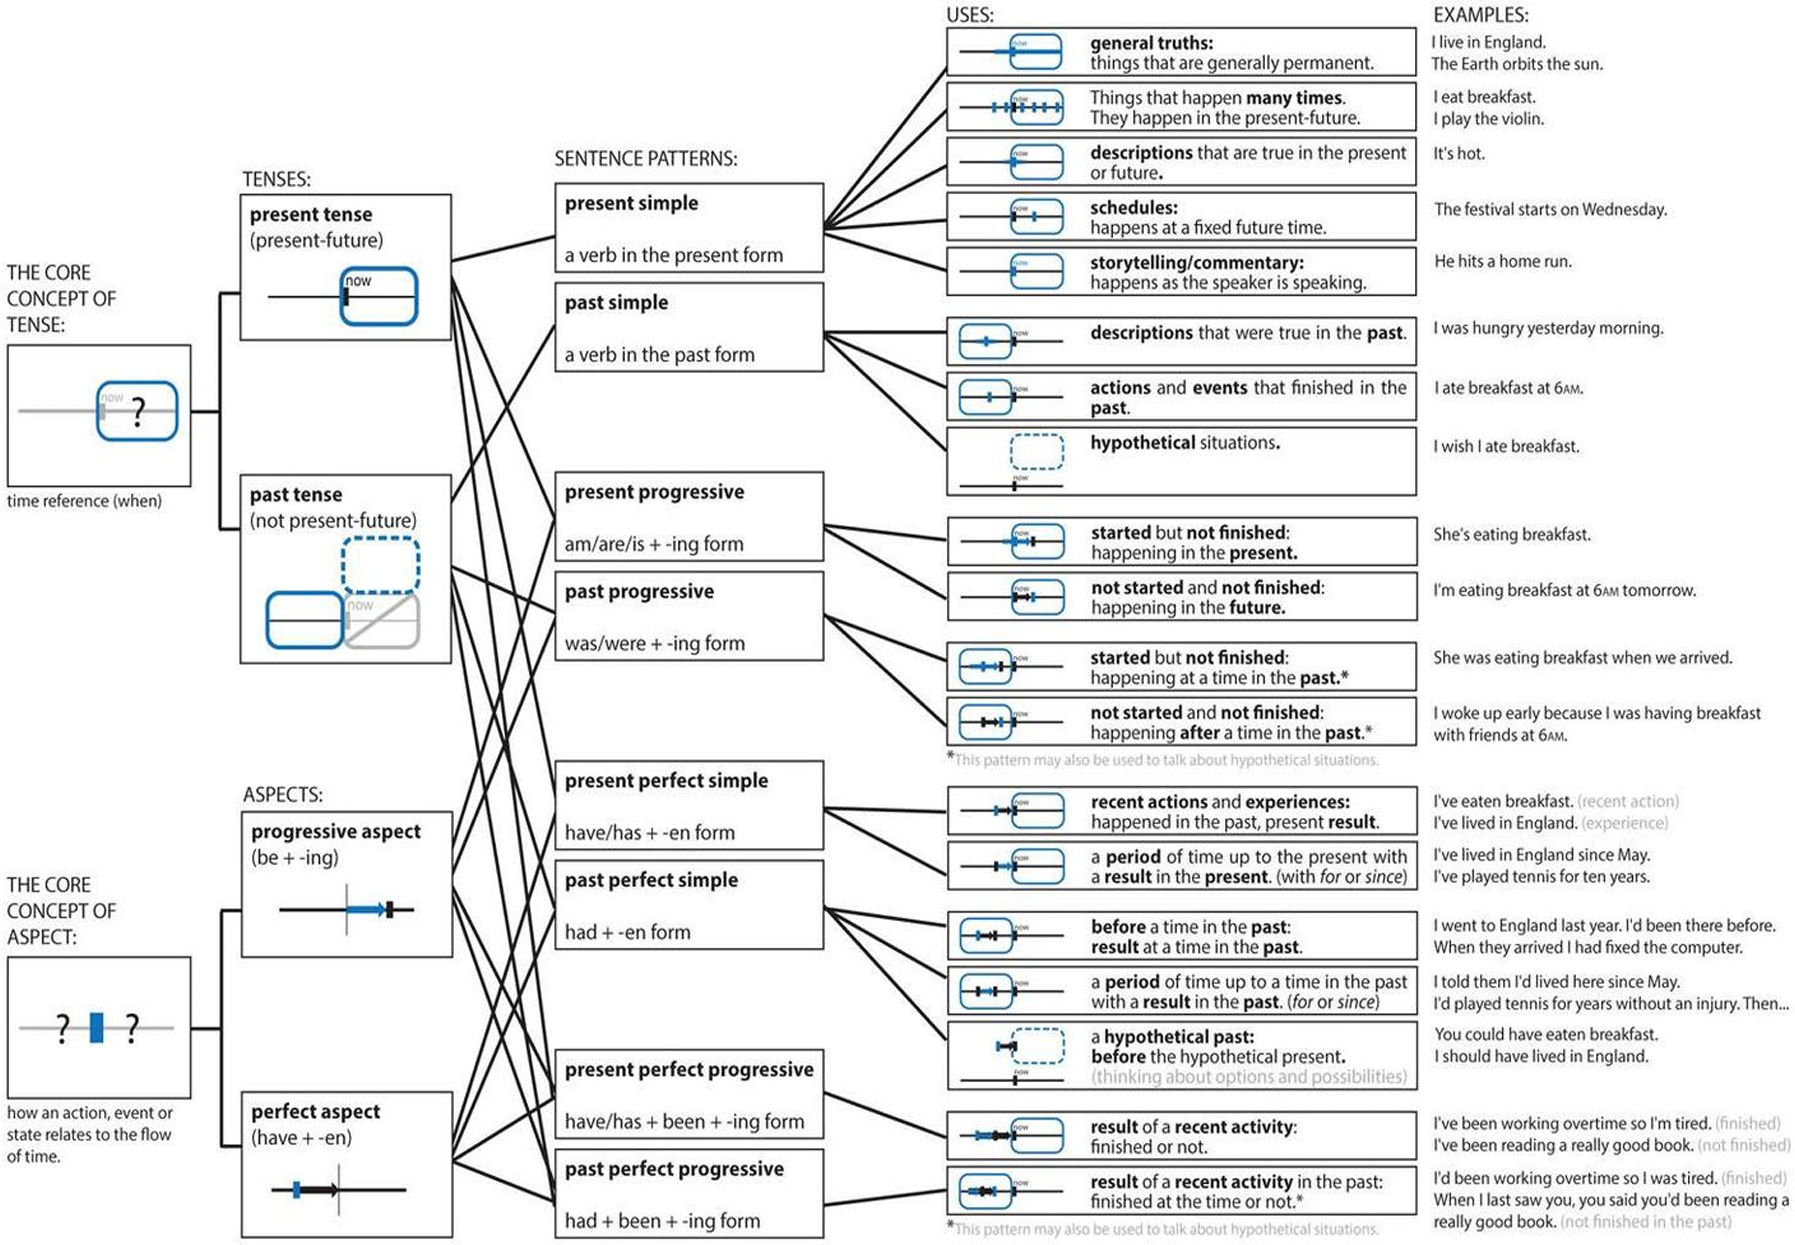 THE CORE
CONCEPT OF
TENSE:
now
?
time reference (when)
THE CORE
CONCEPT OF
ASPECT:
? ?
how an action, event or
state relates to the flow
of time.
TENSES:
present tense
(present-future)
now
past tense
(not present-future)
now
ASPECTS:
progressive aspect
(be + -ing)
perfect aspect
(have + -en)
SENTENCE PATTERNS:
present simple
a verb in the present form
past simple
a verb in the past form
present progressive
am/are/is + -ing form
past progressive
was/were + -ing form
present perfect simple
have/has + -en form
past perfect simple
had + -en form
present perfect progressive
have/has + been + -ing form
past perfect progressive
had + been + -ing form
USES:
EXAMPLES:
now
general truths:
things that are generally permanent.
I live in England.
The Earth orbits the sun.
now
Things that happen many times.
They happen in the present-future.
I eat breakfast.
I play the violin.
now
descriptions that are true in the present
or future.
It's hot.
now
schedules:
happens at a fixed future time.
The festival starts on Wednesday.
now
storytelling/commentary:
happens as the speaker is speaking.
He hits a home run.
now
descriptions that were true in the past.
I was hungry yesterday morning.
now
actions and events that finished in the
past.
I ate breakfast at 6AM.
hypothetical situations.
now
I wish I ate breakfast.
now
started but not finished:
happening in the present.
She's eating breakfast.
now
not started and not finished:
happening in the future.
I'm eating breakfast at 6AM tomorrow.
now
started but not finished:
happening at a time in the past.*
She was eating breakfast when we arrived.
now
not started and not finished:
happening after a time in the past.*
I woke up early because I was having breakfast
with friends at 6AM.
*This pattern may also be used to talk about hypothetical situations.
now
recent actions and experiences:
happened in the past, present result.
I've eaten breakfast. (recent action)
I've lived in England. (experience)
now
a period of time up to the present with
a result in the present. (with for or since)
I've lived in England since May.
I've played tennis for ten years.
now
before a time in the past:
result at a time in the past.
I went to England last year. I'd been there before.
When they arrived I had fixed the computer.
now
a period of time up to a time in the past
with a result in the past. (for or since)
I told them I'd lived here since May.
I'd played tennis for years without an injury. Then...
a hypothetical past:
before the hypothetical present.
(thinking about options and possibilities)
now
You could have eaten breakfast.
I should have lived in England.
now
result of a recent activity:
finished or not.
I've been working overtime so I'm tired. (finished)
I've been reading a really good book. (not finished)
now
result of a recent activity in the past:
finished at the time or not.*
I'd been working overtime so I was tired. (finished)
When I last saw you, you said you'd been reading a
really good book. (not finished in the past)
*This pattern may also be used to talk about hypothetical situations.